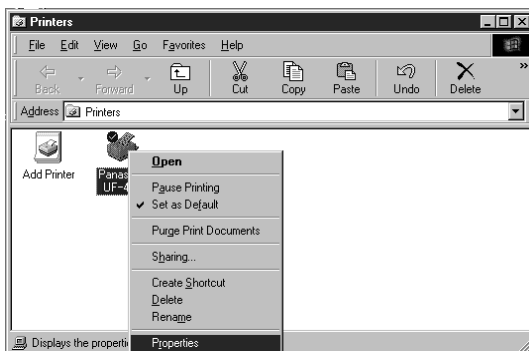 Printers
File Edit View Go Favorites Help
Back Forward Up Cut Copy Paste Undo Delete »
Address Printers
Add Printer
Open
Pause Printing
Set as Default
Purge Print Documents
Sharing...
Create Shortcut
Delete
Rename
Properties
Displays the